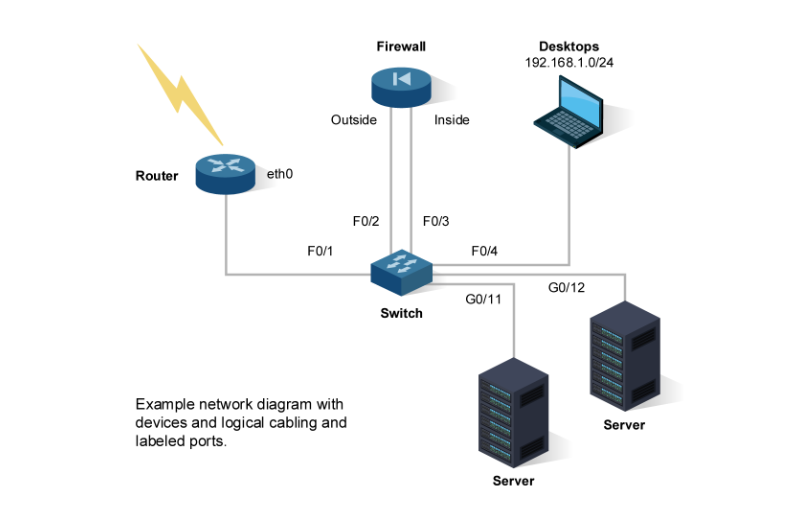 Firewall
Desktops
192.168.1.0/24
Outside
Inside
Router
eth0
F0/2
F0/3
F0/1
F0/4
G0/12
G0/11
Switch
Example network diagram with
devices and logical cabling and
labeled ports.
Server
Server